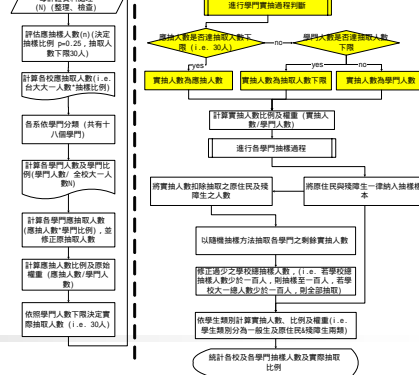 (N) (整理、檢查)
評估應抽樣人數(n)(決定
抽樣比例 p=0.25 , 抽取人
數下限30人)
計算各校應抽取人數(i.e.
台大大一人數*抽樣比例)
各系依學門分類 (共有十
八個學門)
計算各學門人數及學門比
例(學門人數/ 全校大一人
數N)
計算各學門應抽取人數
(應抽人數*學門比例) , 並
修正原抽取人數
計算應抽人數比例及原始
權重 (應抽人數/學門人
數)
依照學門人數下限決定實
際抽取人數 (i.e. 30人)
進行學門實抽過程判斷
應抽人數是否達抽取人數下
限 (i.e. 30人)
no
學門人數是否達抽取人數
下限
yes
yes
no
實抽人數為應抽人數
實抽人數為抽取人數下限
實抽人數為學門人數
計算實抽人數比例及權重 (實抽人
數/學門人數)
進行各學門抽樣過程
將實抽人數扣除抽取之原住民及殘
障生之人數
將原住民與殘障生一律納入抽樣樣
本
以隨機抽樣方法抽取各學門之剩餘實抽人數
修正過少之學校總抽樣人數 , (i.e. 若學校總
抽樣人數少於一百人 , 則抽樣至一百人 , 若學
校大一總人數少於一百人 , 則全部抽取)
依學生類別計算實抽人數、比例及權重(i.e.
學生類別分為一般生及原住民&殘障生兩類)
統計各校及各學門抽樣人數及實際抽取
比例